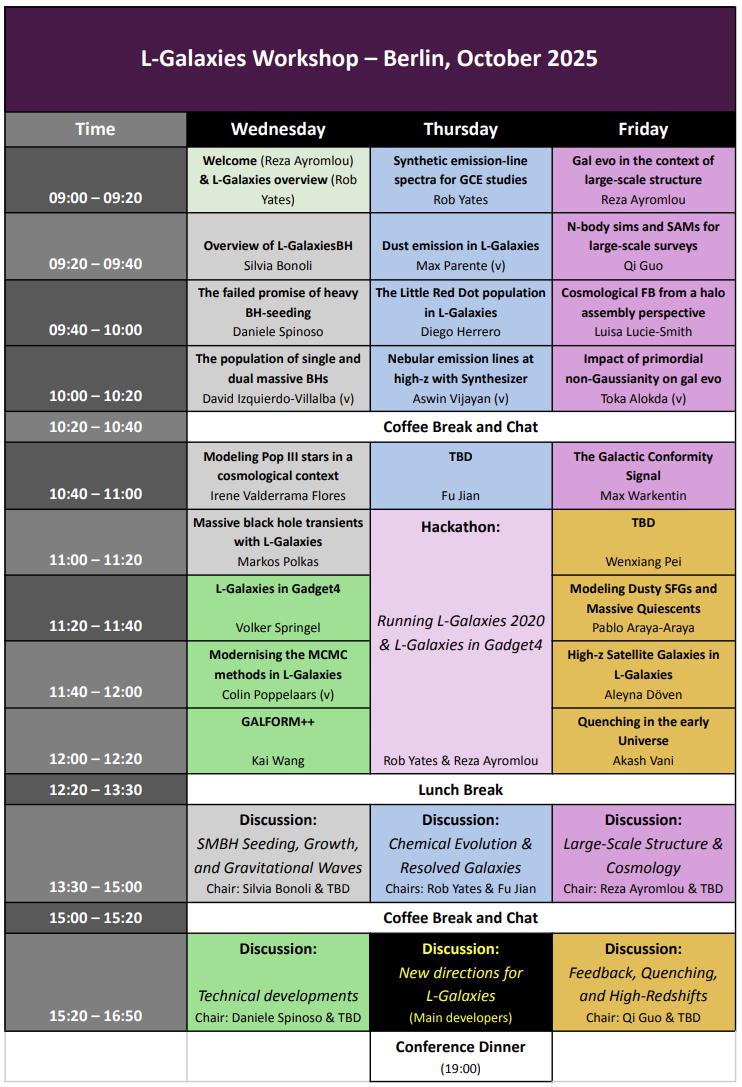 L-Galaxies Workshop – Berlin, October 2025
Time
Wednesday
Thursday
Friday
09:00 – 09:20
Welcome (Reza Ayromlou)
& L-Galaxies overview (Rob
Yates)
Synthetic emission-line
spectra for GCE studies
Rob Yates
Gal evo in the context of
large-scale structure
Reza Ayromlou
09:20 – 09:40
Overview of L-GalaxiesBH
Silvia Bonoli
Dust emission in L-Galaxies
Max Parente (v)
N-body sims and SAMs for
large-scale surveys
Qi Guo
09:40 – 10:00
The failed promise of heavy
BH-seeding
Daniele Spinoso
The Little Red Dot population
in L-Galaxies
Diego Herrero
Cosmological FB from a halo
assembly perspective
Luisa Lucie-Smith
10:00 – 10:20
The population of single and
dual massive BHs
David Izquierdo-Villalba (v)
Nebular emission lines at
high-z with Synthesizer
Aswin Vijayan (v)
Impact of primordial
non-Gaussianity on gal evo
Toka Alokda (v)
10:20 – 10:40
Coffee Break and Chat
10:40 – 11:00
Modeling Pop III stars in a
cosmological context
Irene Valderrama Flores
TBD
Fu Jian
The Galactic Conformity
Signal
Max Warkentin
11:00 – 11:20
Massive black hole transients
with L-Galaxies
Markos Polkas
Hackathon:
Running L-Galaxies 2020
& L-Galaxies in Gadget4
Rob Yates & Reza Ayromlou
TBD
Wenxiang Pei
11:20 – 11:40
L-Galaxies in Gadget4
Volker Springel
Modeling Dusty SFGs and
Massive Quiescents
Pablo Araya-Araya
11:40 – 12:00
Modernising the MCMC
methods in L-Galaxies
Colin Poppelaars (v)
High-z Satellite Galaxies in
L-Galaxies
Aleyna Döven
12:00 – 12:20
GALFORM++
Kai Wang
Quenching in the early
Universe
Akash Vani
12:20 – 13:30
Lunch Break
13:30 – 15:00
Discussion:
SMBH Seeding, Growth,
and Gravitational Waves
Chair: Silvia Bonoli & TBD
Discussion:
Chemical Evolution &
Resolved Galaxies
Chairs: Rob Yates & Fu Jian
Discussion:
Large-Scale Structure &
Cosmology
Chair: Reza Ayromlou & TBD
15:00 – 15:20
Coffee Break and Chat
15:20 – 16:50
Discussion:
Technical developments
Chair: Daniele Spinoso & TBD
Discussion:
New directions for
L-Galaxies
(Main developers)
Discussion:
Feedback, Quenching,
and High-Redshifts
Chair: Qi Guo & TBD
Conference Dinner
(19:00)